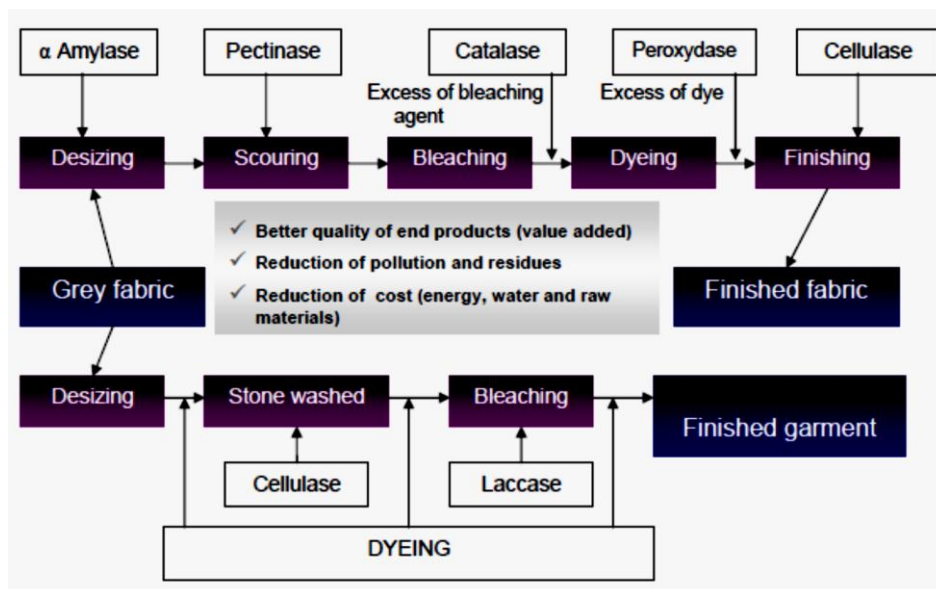 α Amylase
Pectinase
Catalase
Peroxydase
Cellulase
Excess of bleaching
agent
Excess of dye
Desizing
Scouring
Bleaching
Dyeing
Finishing
✓ Better quality of end products (value added)
✓ Reduction of pollution and residues
✓ Reduction of cost (energy, water and raw
materials)
Grey fabric
Finished fabric
Desizing
Stone washed
Bleaching
Finished garment
Cellulase
Laccase
DYEING